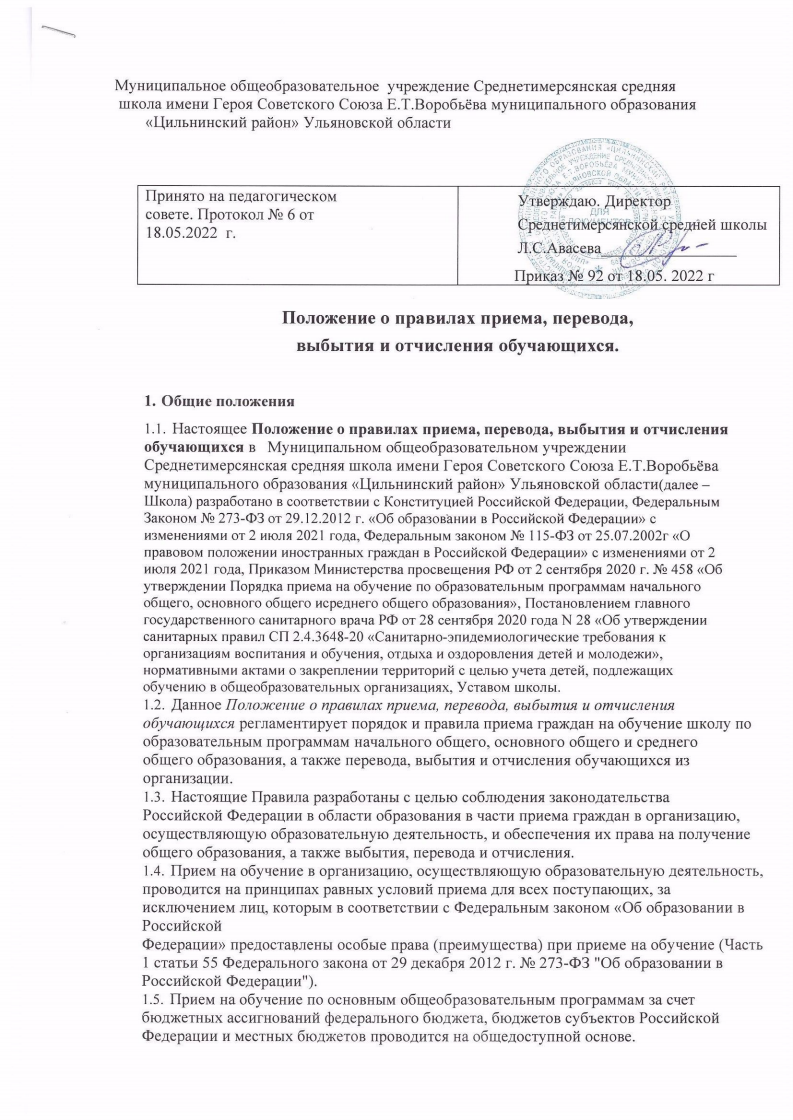 Муниципальное общеобразовательное учреждение Среднетимерсянская средняя
школа имени Героя Советского Союза Е.Т.Воробьёва муниципального образования
«Цильнинский район» Ульяновской области
Принято на педагогическом
совете. Протокол № 6 от
18.05.2022 г.
Утверждаю. Директор
Среднетимерсянской средней школы
Л.С.Авасева
Приказ № 92 от 18.05. 2022 г
ДЛЯ
ДОКУМЕНТОВ
Положение о правилах приема, перевода,
выбытия и отчисления обучающихся.
1. Общие положения
1.1. Настоящее Положение о правилах приема, перевода, выбытия и отчисления
обучающихся в Муниципальном общеобразовательном учреждении
Среднетимерсянская средняя школа имени Героя Советского Союза Е.Т.Воробьёва
муниципального образования «Цильнинский район» Ульяновской области(далее –
Школа) разработано в соответствии с Конституцией Российской Федерации, Федеральным
Законом № 273-ФЗ от 29.12.2012 г. «Об образовании в Российской Федерации» с
изменениями от 2 июля 2021 года, Федеральным законом № 115-ФЗ от 25.07.2002г «О
правовом положении иностранных граждан в Российской Федерации» с изменениями от 2
июля 2021 года, Приказом Министерства просвещения РФ от 2 сентября 2020 г. № 458 «Об
утверждении Порядка приема на обучение по образовательным программам начального
общего, основного общего исреднего общего образования», Постановлением главного
государственного санитарного врача РФ от 28 сентября 2020 года N 28 «Об утверждении
санитарных правил СП 2.4.3648-20 «Санитарно-эпидемиологические требования к
организациям воспитания и обучения, отдыха и оздоровления детей и молодежи»,
нормативными актами о закреплении территорий с целью учета детей, подлежащих
обучению в общеобразовательных организациях, Уставом школы.
1.2. Данное Положение о правилах приема, перевода, выбытия и отчисления
обучающихся регламентирует порядок и правила приема граждан на обучение школу по
образовательным программам начального общего, основного общего и среднего
общего образования, а также перевода, выбытия и отчисления обучающихся из
организации.
1.3. Настоящие Правила разработаны с целью соблюдения законодательства
Российской Федерации в области образования в части приема граждан в организацию,
осуществляющую образовательную деятельность, и обеспечения их права на получение
общего образования, а также выбытия, перевода и отчисления.
1.4. Прием на обучение в организацию, осуществляющую образовательную деятельность,
проводится на принципах равных условий приема для всех поступающих, за
исключением лиц, которым в соответствии с Федеральным законом «Об образовании в
Российской
Федерации» предоставлены особые права (преимущества) при приеме на обучение (Часть
1 статьи 55 Федерального закона от 29 декабря 2012 г. № 273-ФЗ "Об образовании в
Российской Федерации").
1.5. Прием на обучение по основным общеобразовательным программам за счет
бюджетных ассигнований федерального бюджета, бюджетов субъектов Российской
Федерации и местных бюджетов проводится на общедоступной основе.